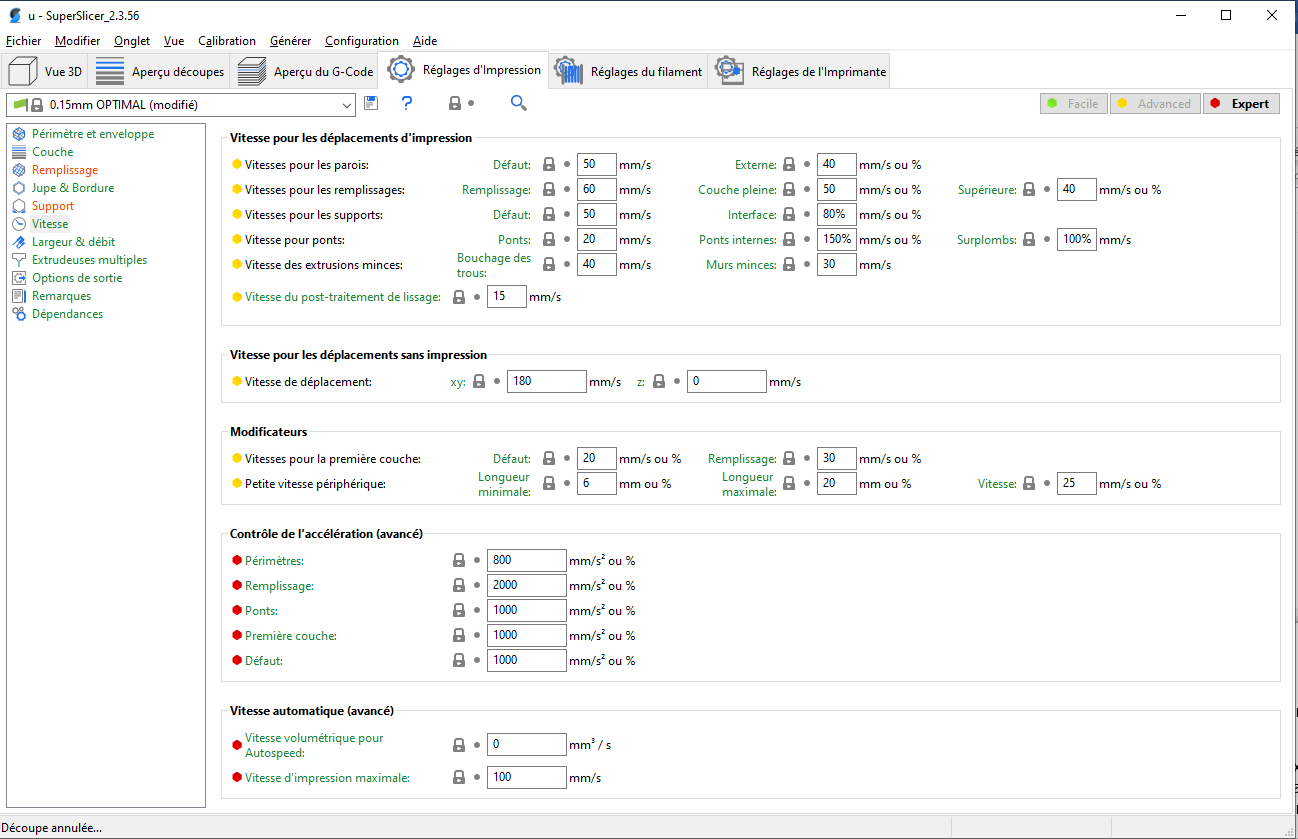 u - SuperSlicer_2.3.56
Fichier Modifier Onglet Vue Calibration Générer Configuration Aide
Vue 3D Aperçu découpes Aperçu du G-Code Réglages d'Impression Réglages du filament Réglages de l'Imprimante
0.15mm OPTIMAL (modifié) ? Facile Advanced Expert
Périmètre et enveloppe
Couche
Remplissage
Jupe & Bordure
Support
Vitesse
Largeur & débit
Extrudeuses multiples
Options de sortie
Remarques
Dépendances
Vitesse pour les déplacements d'impression
Vitesses pour les parois: Défaut: 50 mm/s Externe: 40 mm/s ou %
Vitesses pour les remplissages: Remplissage: 60 mm/s Couche pleine: 50 mm/s ou % Supérieure: 40 mm/s ou %
Vitesses pour les supports: Défaut: 50 mm/s Interface: 80% mm/s ou %
Vitesse pour ponts: Ponts: 20 mm/s Ponts internes: 150% mm/s ou % Surplombs: 100% mm/s
Vitesse des extrusions minces: Bouchage des trous: 40 mm/s Murs minces: 30 mm/s
Vitesse du post-traitement de lissage: 15 mm/s
Vitesse pour les déplacements sans impression
Vitesse de déplacement: xy: 180 mm/s z: 0 mm/s
Modificateurs
Vitesses pour la première couche: Défaut: 20 mm/s ou % Remplissage: 30 mm/s ou %
Petite vitesse périphérique: Longueur minimale: 6 mm ou % Longueur maximale: 20 mm ou % Vitesse: 25 mm/s ou %
Contrôle de l'accélération (avancé)
Périmètres: 800 mm/s² ou %
Remplissage: 2000 mm/s² ou %
Ponts: 1000 mm/s² ou %
Première couche: 1000 mm/s² ou %
Défaut: 1000 mm/s² ou %
Vitesse automatique (avancé)
Vitesse volumétrique pour
Autospeed: 0 mm³ / s
Vitesse d'impression maximale: 100 mm/s
Découpe annulée...